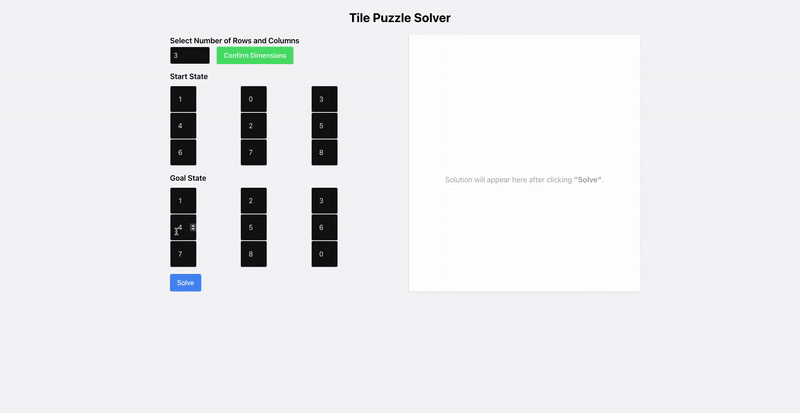 Tile Puzzle Solver
Select Number of Rows and Columns
3
Confirm Dimensions
Start State
1 0 3
4 2 5
6 7 8
Goal State
1 2 3
4 5 6
7 8 0
Solve
Solution will appear here after clicking "Solve".